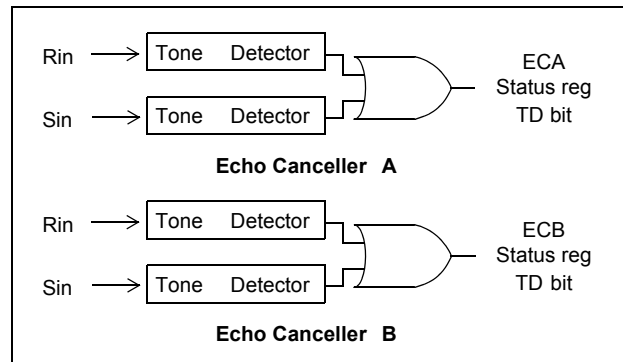 Rin
Tone Detector
ECA
Status reg
TD bit
Sin
Tone Detector
Echo Canceller A
Rin
Tone Detector
ECB
Status reg
TD bit
Sin
Tone Detector
Echo Canceller B